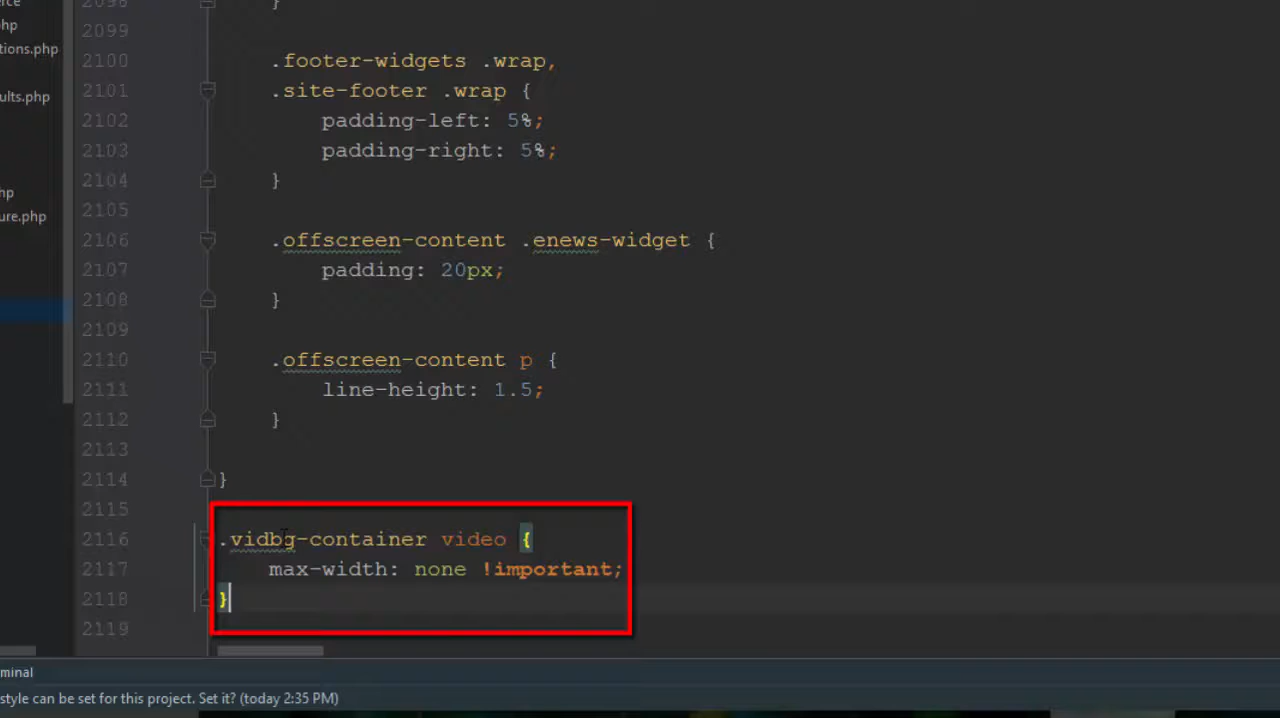 rce
2098 }
hp
2099
tions.php
2100 .footer-widgets .wrap,
2101 .site-footer .wrap {
ults.php
2102 padding-left: 5%;
2103 padding-right: 5%;
2104 }
hp
2105
ure.php
2106 .offscreen-content .enews-widget {
2107 padding: 20px;
2108 }
2109
2110 .offscreen-content p {
2111 line-height: 1.5;
2112 }
2113
2114 }
2115
2116 .vidbg-container video {
2117 max-width: none !important;
2118 }
2119
minal
style can be set for this project. Set it? (today 2:35 PM)